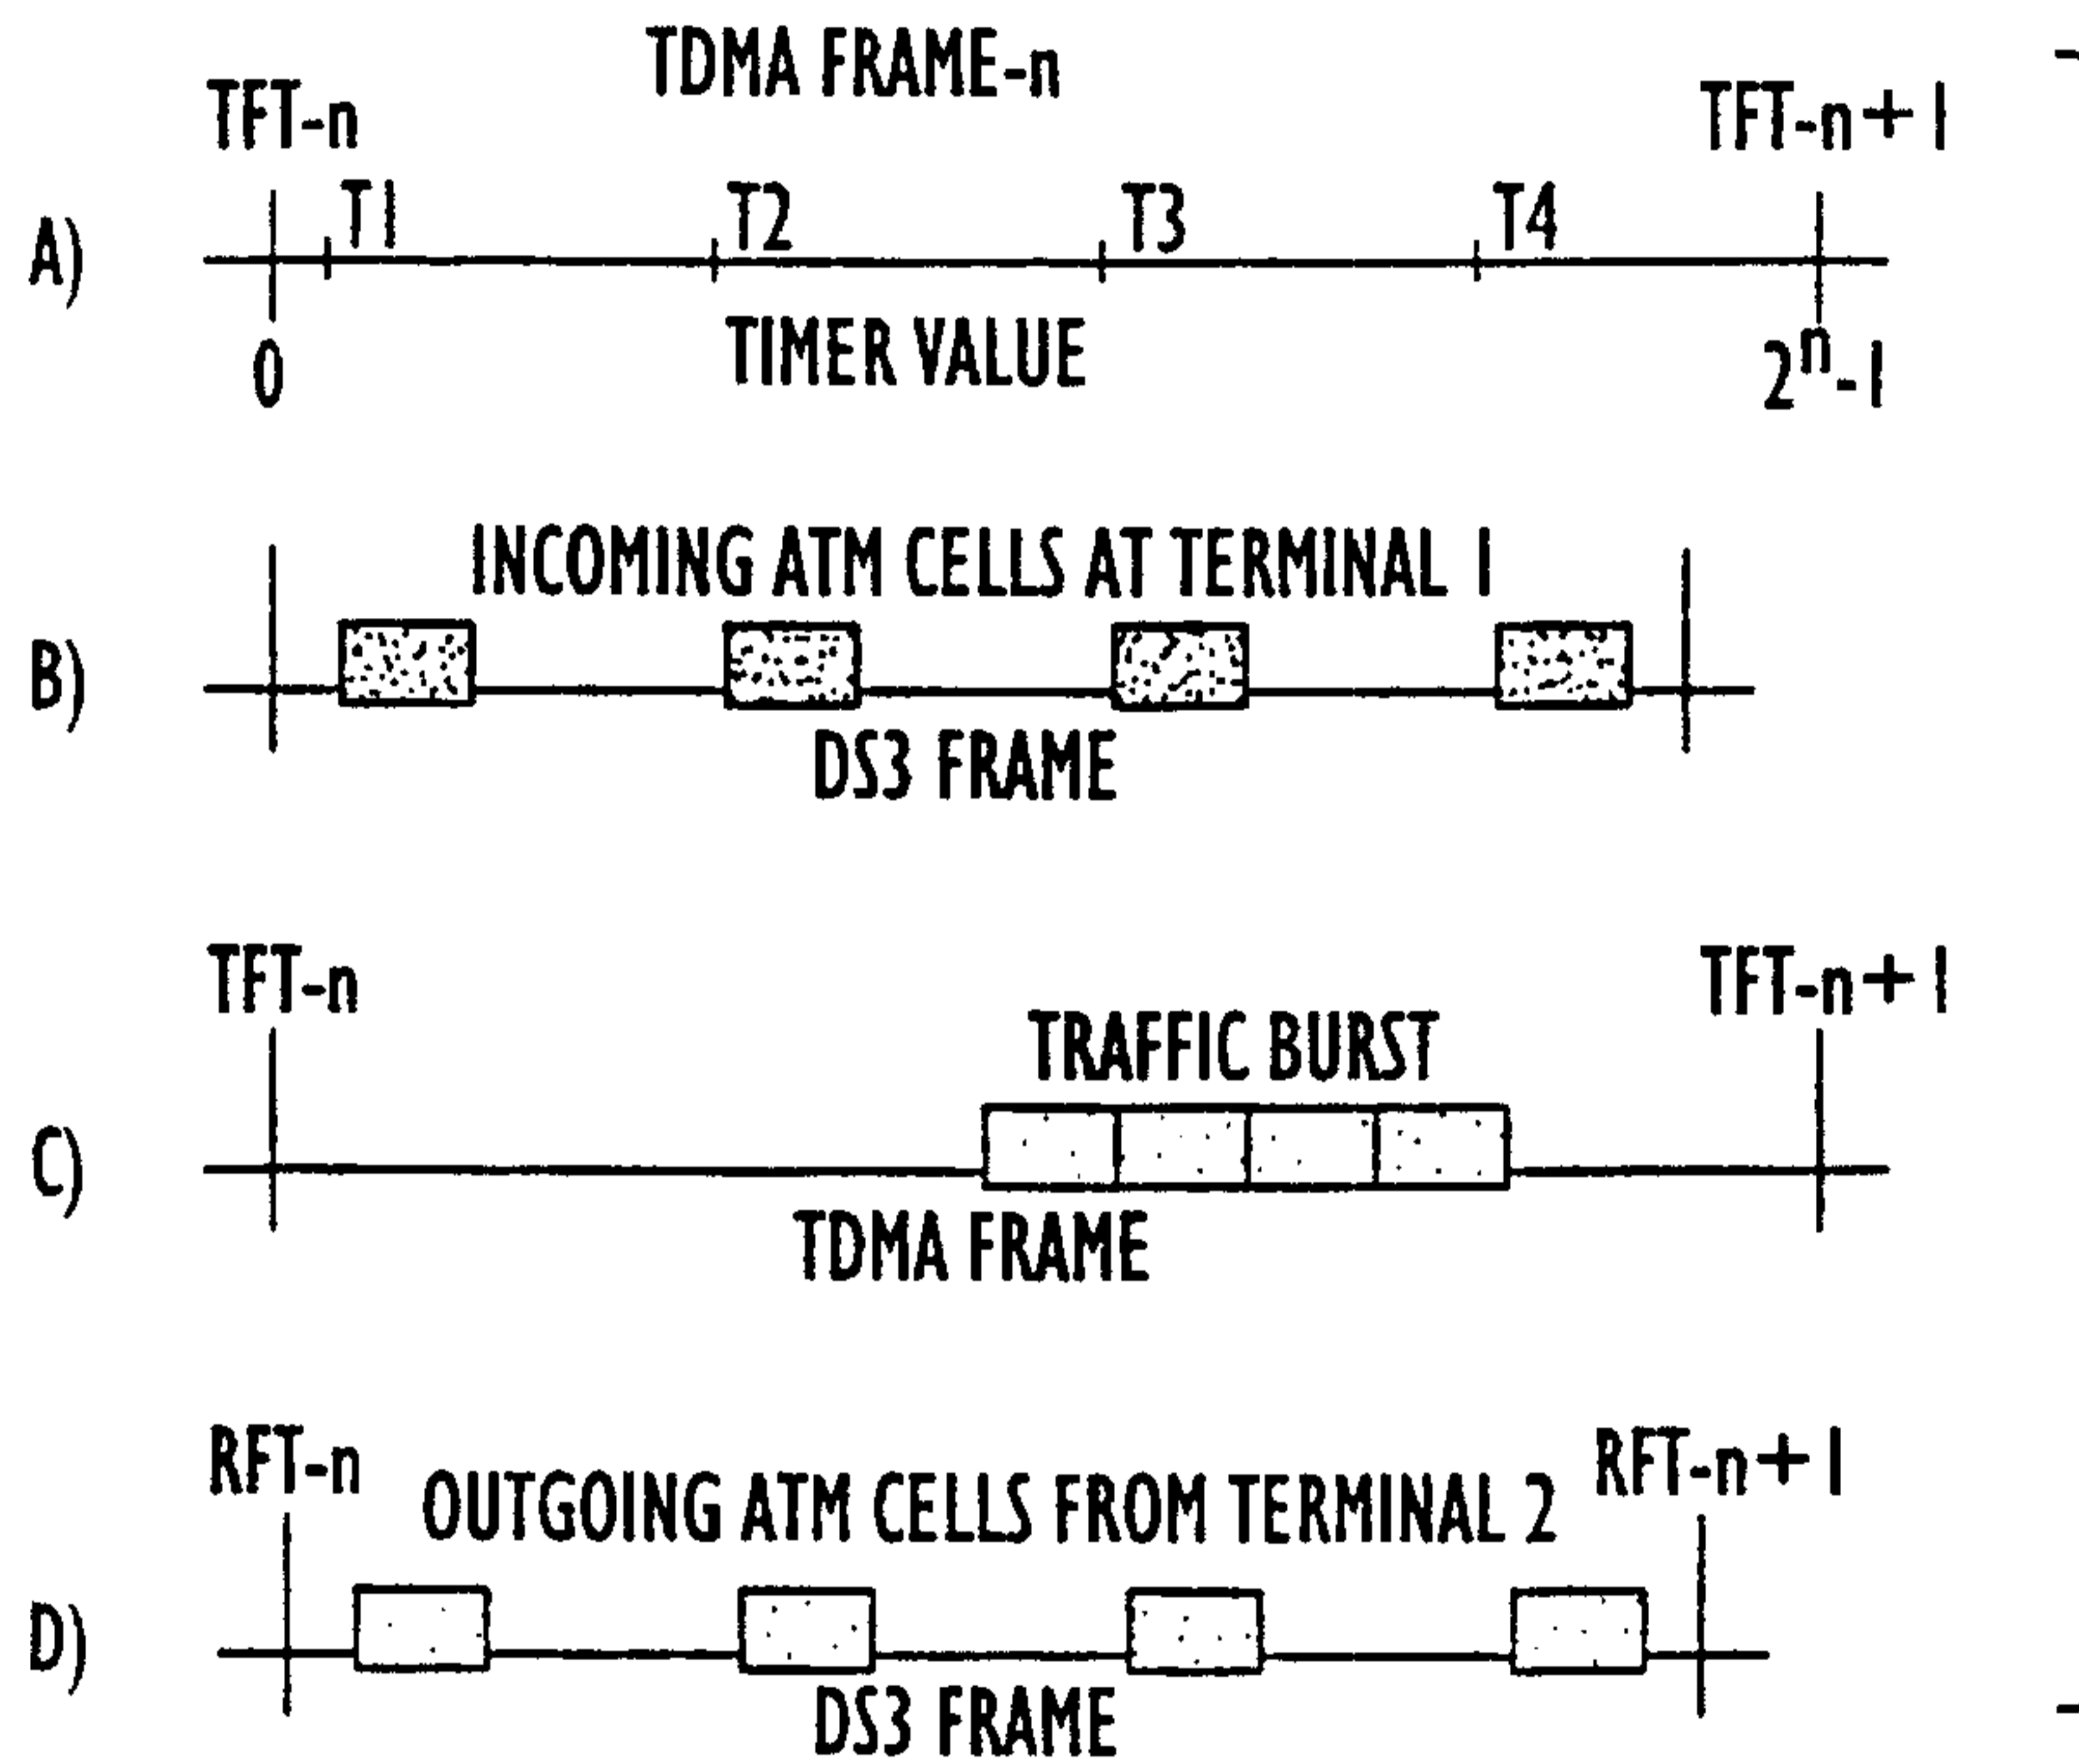 TDMA FRAME-n
TFT-n TFT-n+1
T1 T2 T3 T4
A)
TIMER VALUE
0 2^n-1
INCOMING ATM CELLS AT TERMINAL 1
B)
DS3 FRAME
TFT-n TFT-n+1
TRAFFIC BURST
C)
TDMA FRAME
RFT-n RFT-n+1
OUTGOING ATM CELLS FROM TERMINAL 2
D)
DS3 FRAME